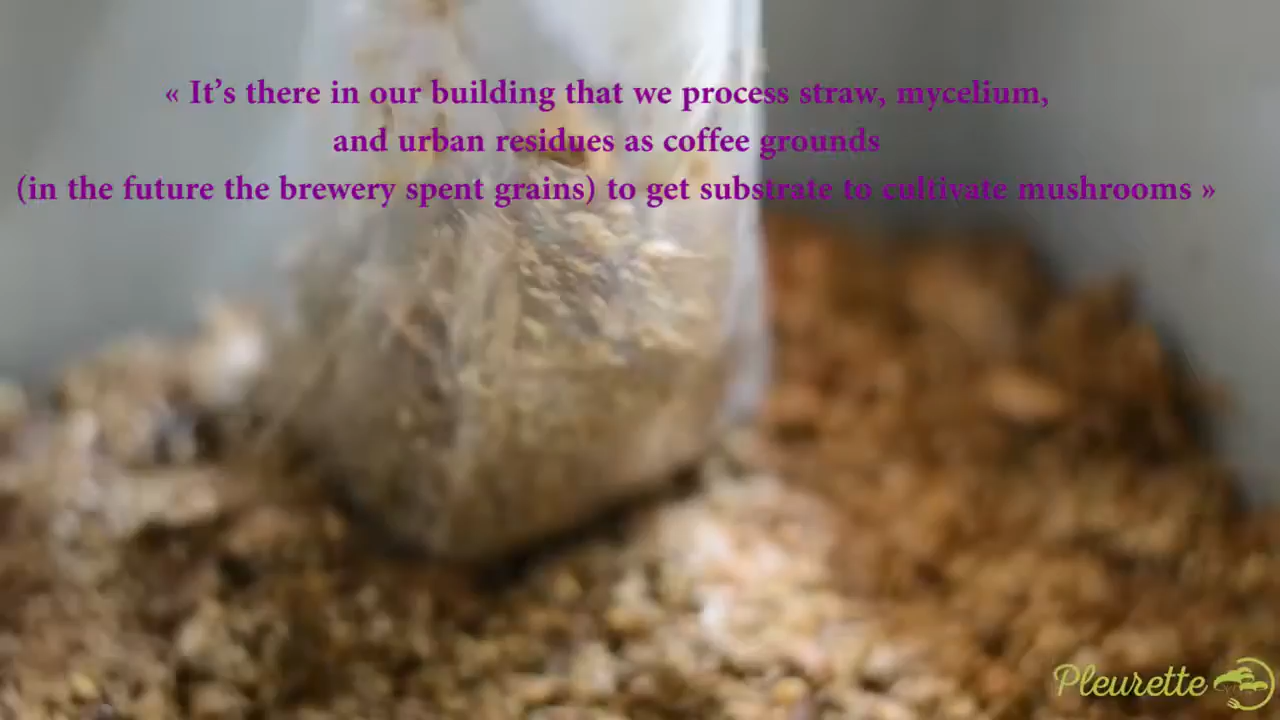 « It’s there in our building that we process straw, mycelium,
and urban residues as coffee grounds
(in the future the brewery spent grains) to get substrate to cultivate mushrooms »
Pleurette